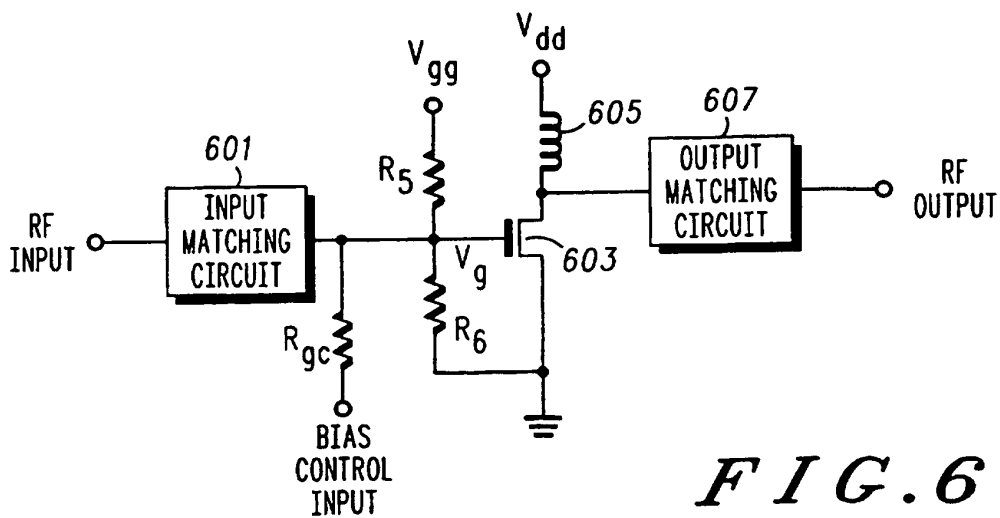 Vdd
Vgg
605
607
601
R5
OUTPUT
MATCHING
CIRCUIT
RF
OUTPUT
RF
INPUT
INPUT
MATCHING
CIRCUIT
Vg
603
Rgc
R6
BIAS
CONTROL
INPUT
FIG.6